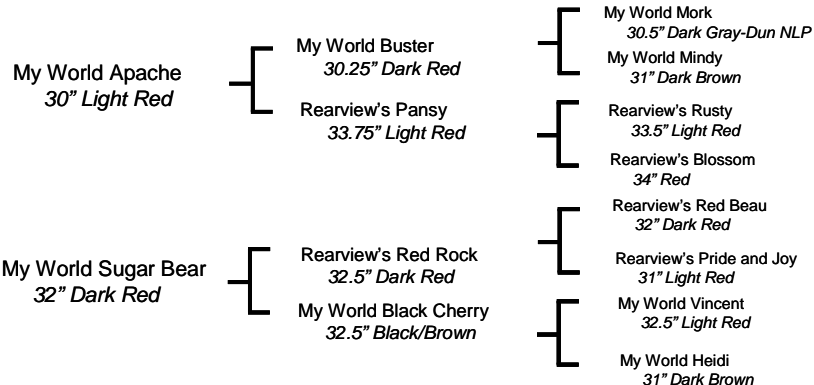 My World Apache
30” Light Red
My World Buster
30.25” Dark Red
Rearview’s Pansy
33.75” Light Red
My World Mork
30.5” Dark Gray-Dun NLP
My World Mindy
31” Dark Brown
Rearview’s Rusty
33.5” Light Red
Rearview’s Blossom
34” Red
My World Sugar Bear
32” Dark Red
Rearview’s Red Rock
32.5” Dark Red
My World Black Cherry
32.5” Black/Brown
Rearview’s Red Beau
32” Dark Red
Rearview’s Pride and Joy
31” Light Red
My World Vincent
32.5” Light Red
My World Heidi
31” Dark Brown